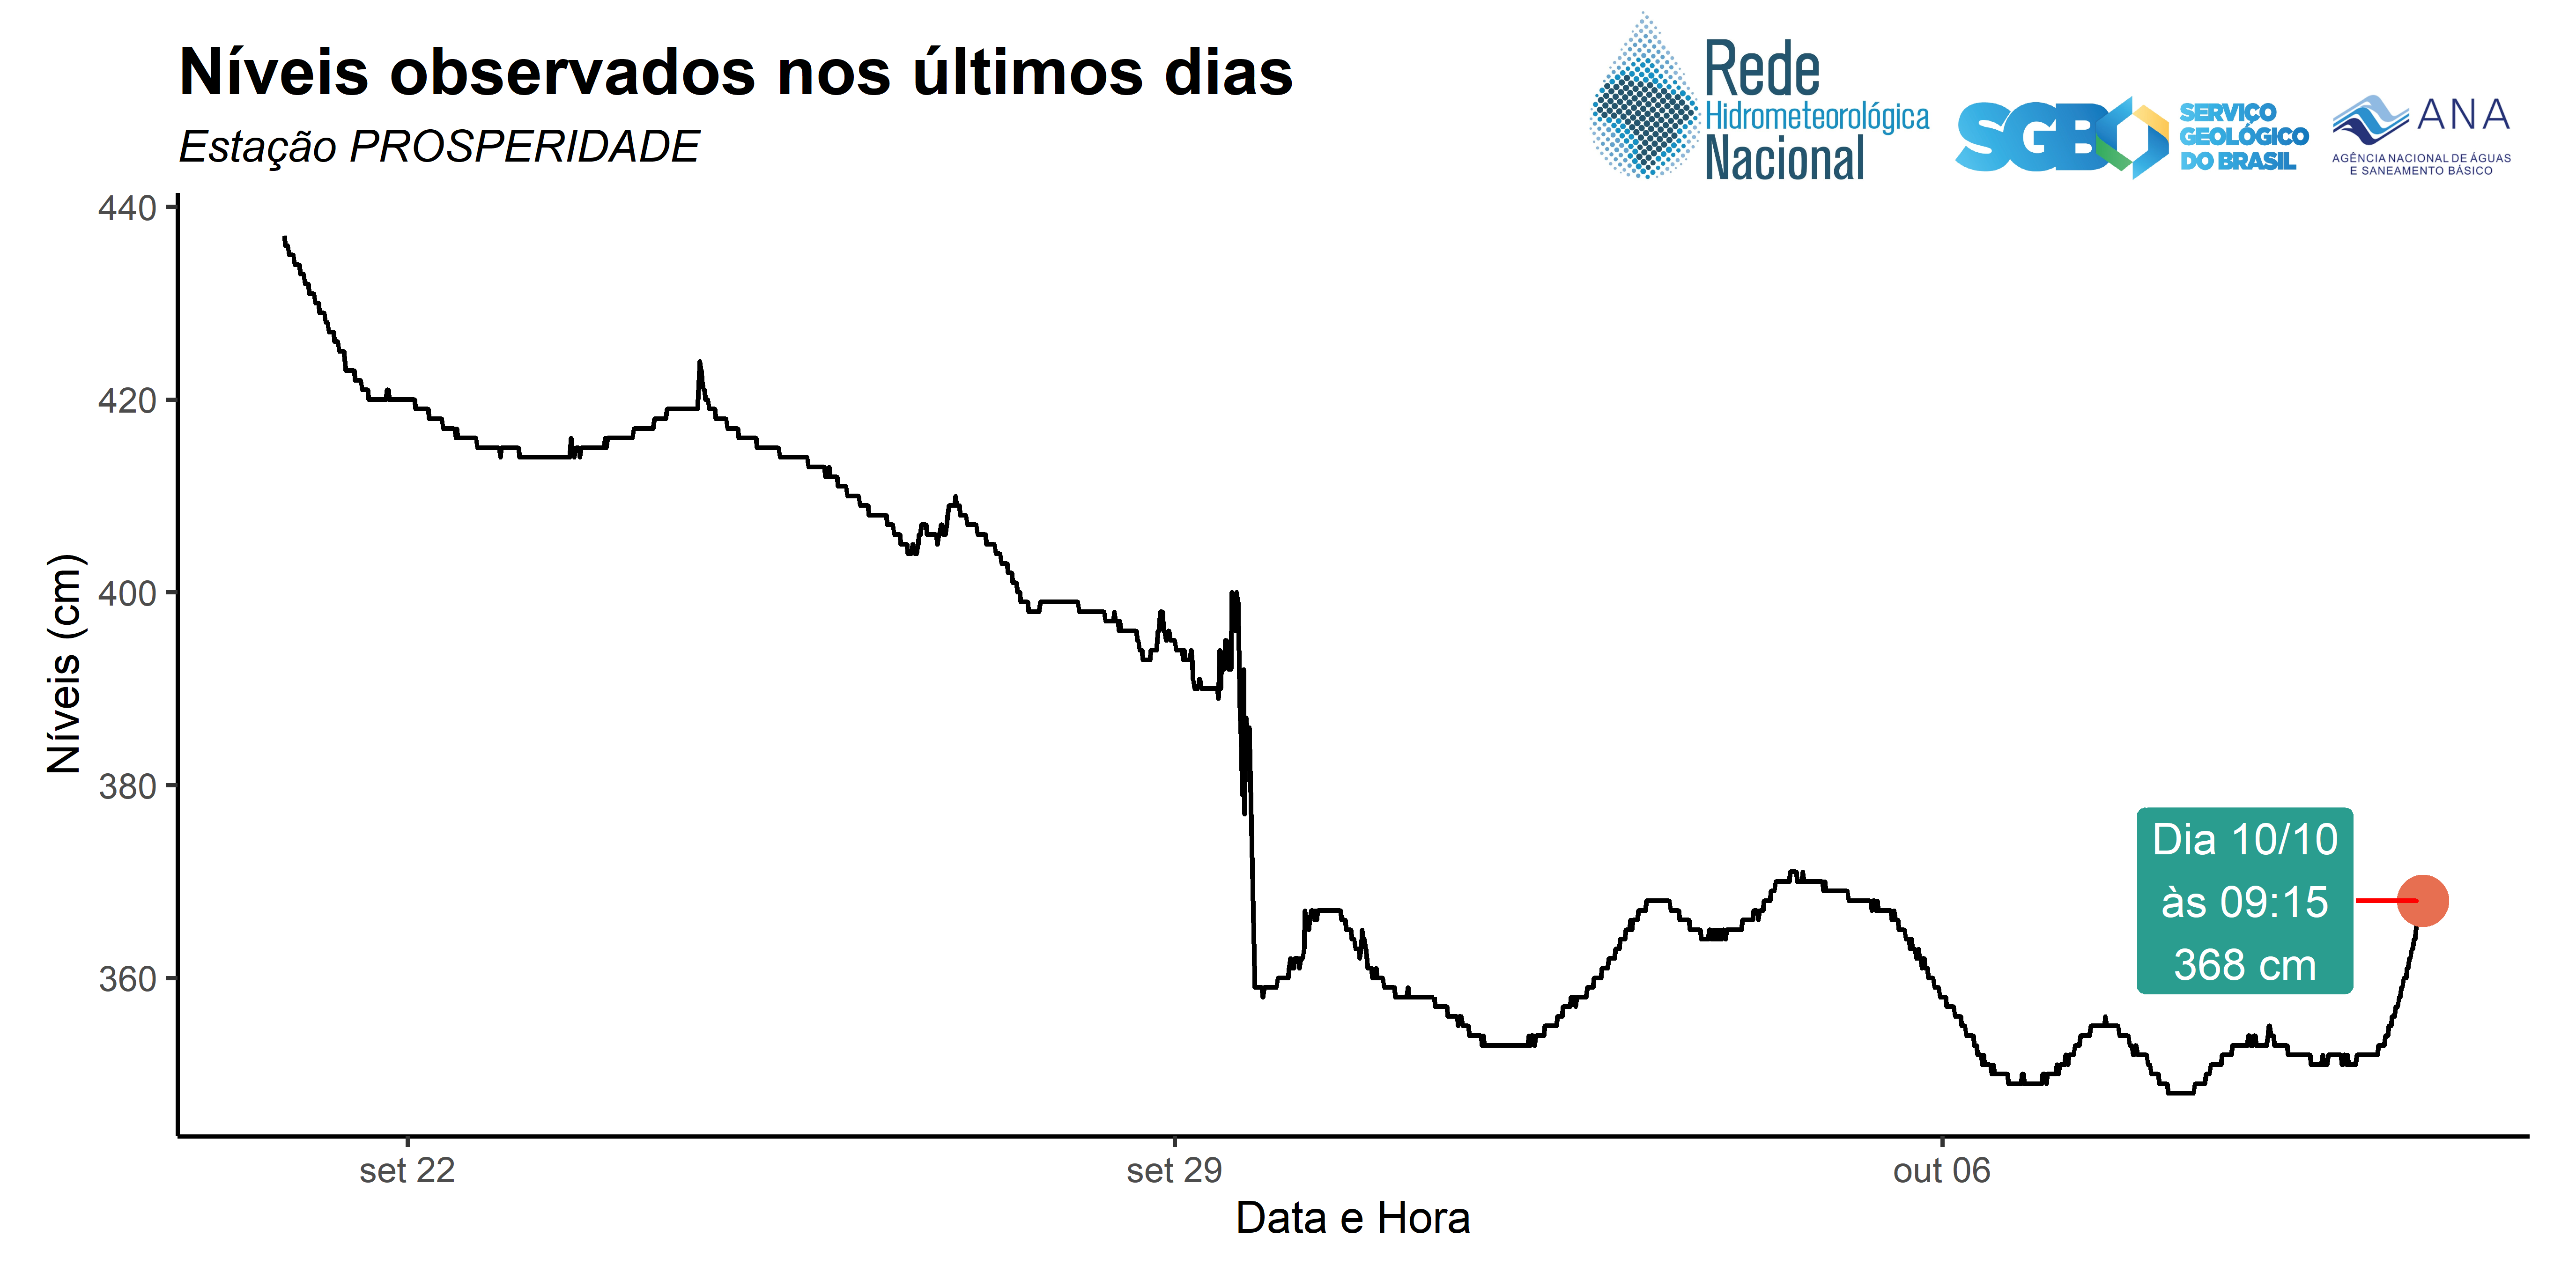 Níveis observados nos últimos dias
Estação PROSPERIDADE
Rede
Hidrometeorológica
Nacional
SGB
SERVIÇO
GEOLÓGICO
DO BRASIL
ANA
AGÊNCIA NACIONAL DE ÁGUAS
E SANEAMENTO BÁSICO
440
420
400
380
360
Níveis (cm)
Dia 10/10
às 09:15
368 cm
set 22
set 29
out 06
Data e Hora